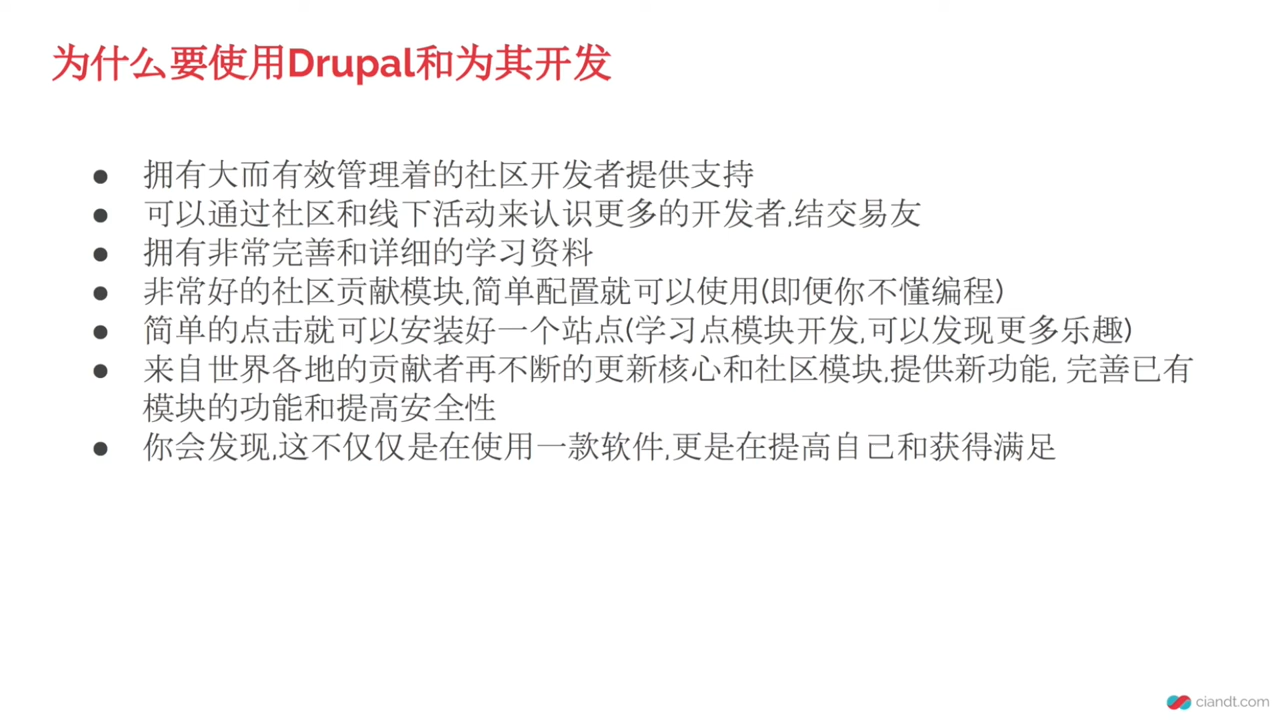 为什么要使用Drupal和为其开发
● 拥有大而有效管理着的社区开发者提供支持
● 可以通过社区和线下活动来认识更多的开发者,结交易友
● 拥有非常完善和详细的学习资料
● 非常好的社区贡献模块,简单配置就可以使用(即便你不懂编程)
● 简单的点击就可以安装好一个站点(学习点模块开发,可以发现更多乐趣)
● 来自世界各地的贡献者再不断的更新核心和社区模块,提供新功能, 完善已有
模块的功能和提高安全性
● 你会发现,这不仅仅是在使用一款软件,更是在提高自己和获得满足
ciandt.com